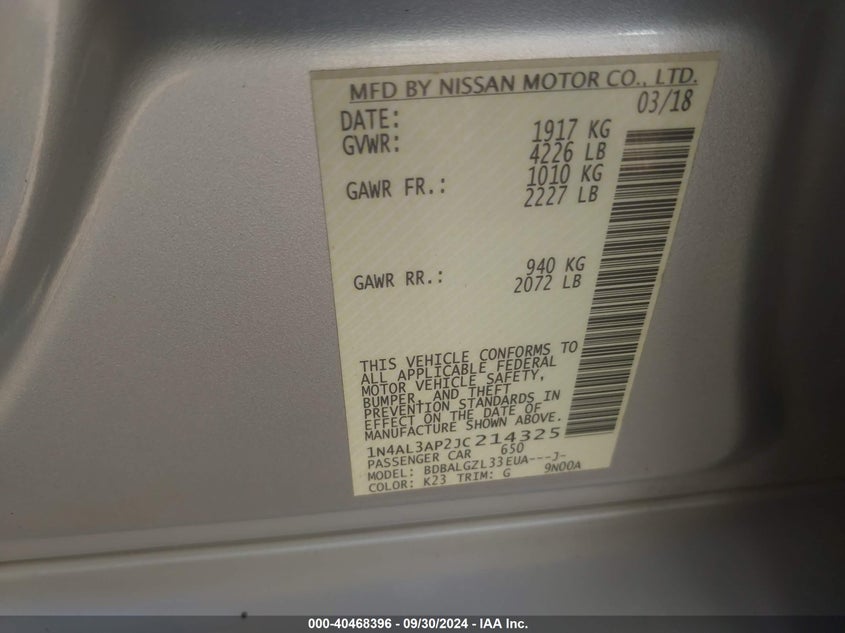 MFD BY NISSAN MOTOR CO., LTD.
DATE: 03/18
GVWR: 1917 KG
4226 LB
GAWR FR.: 1010 KG
2227 LB
GAWR RR.: 940 KG
2072 LB
THIS VEHICLE CONFORMS TO
ALL APPLICABLE FEDERAL
MOTOR VEHICLE SAFETY,
BUMPER, AND THEFT
PREVENTION STANDARDS IN
EFFECT ON THE DATE OF
MANUFACTURE SHOWN ABOVE.
1N4AL3AP2JC214325
PASSENGER CAR 650
MODEL: BDBALGZL33EUA---J-
COLOR: K23 TRIM: G 9N00A
000-40468396 - 09/30/2024 - IAA Inc.